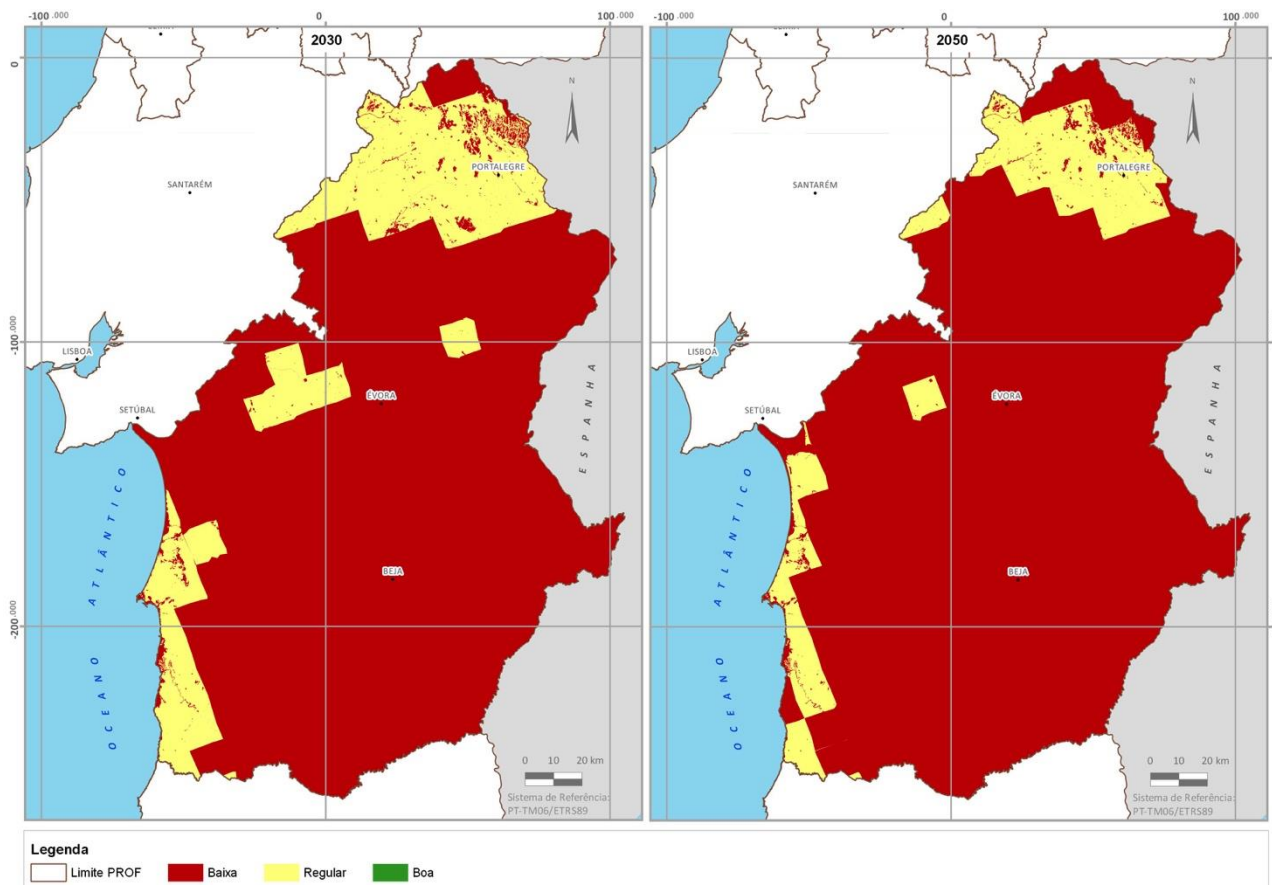 -100.000
0
100.000
2030
0
N
PORTALEGRE
SANTARÉM
-100.000
LISBOA
ÉVORA
SETÚBAL
ESPANHA
OCEANO ATLÂNTICO
BEJA
-200.000
0 10 20 km
Sistema de Referência:
PT-TM06/ETRS89
-100.000
0
100.000
2050
N
PORTALEGRE
SANTARÉM
LISBOA
ÉVORA
SETÚBAL
ESPANHA
OCEANO ATLÂNTICO
BEJA
0 10 20 km
Sistema de Referência:
PT-TM06/ETRS89
Legenda
Limite PROF
Baixa
Regular
Boa